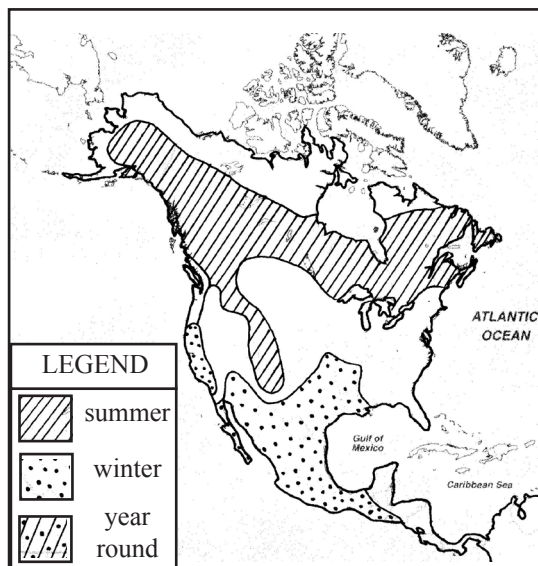 ATLANTIC
OCEAN
LEGEND
summer
Gulf of
Mexico
winter
Caribbean Sea
year
round